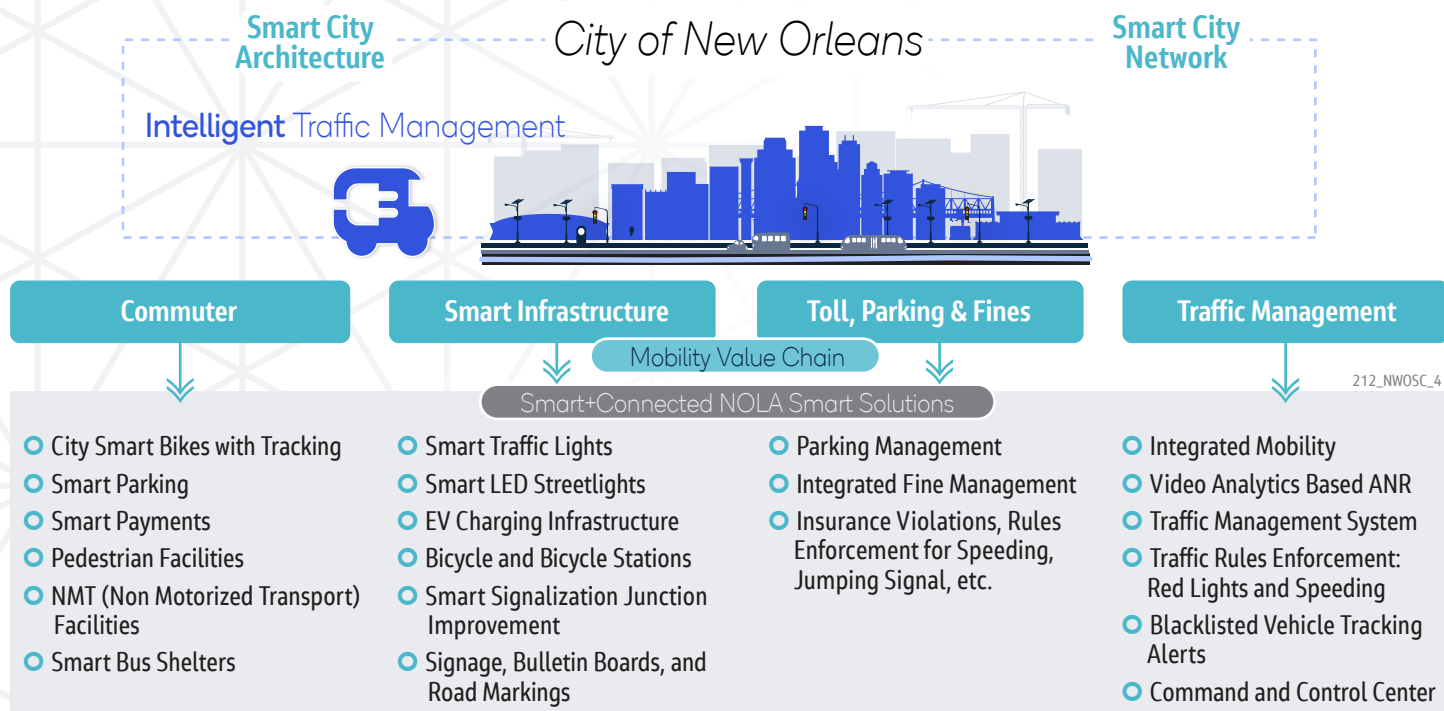 Smart City
Architecture
City of New Orleans
Smart City
Network
Intelligent Traffic Management
Commuter
Smart Infrastructure
Toll, Parking & Fines
Traffic Management
Mobility Value Chain
212_NWOSC_4
Smart+Connected NOLA Smart Solutions
City Smart Bikes with Tracking
Smart Parking
Smart Payments
Pedestrian Facilities
NMT (Non Motorized Transport)
Facilities
Smart Bus Shelters
Smart Traffic Lights
Smart LED Streetlights
EV Charging Infrastructure
Bicycle and Bicycle Stations
Smart Signalization Junction
Improvement
Signage, Bulletin Boards, and
Road Markings
Parking Management
Integrated Fine Management
Insurance Violations, Rules
Enforcement for Speeding,
Jumping Signal, etc.
Integrated Mobility
Video Analytics Based ANR
Traffic Management System
Traffic Rules Enforcement:
Red Lights and Speeding
Blacklisted Vehicle Tracking
Alerts
Command and Control Center